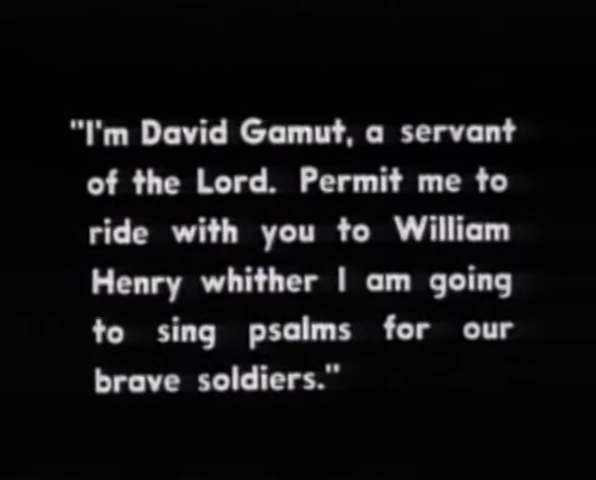 "I'm David Gamut, a servant
of the Lord. Permit me to
ride with you to William
Henry whither I am going
to sing psalms for our
brave soldiers."